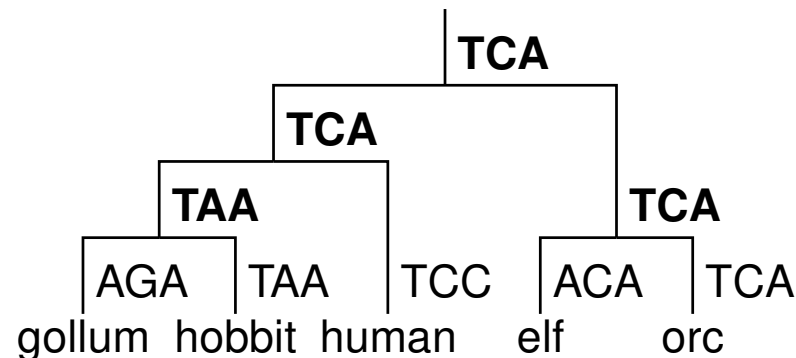 TCA
TCA
TAA TCA
AGA TAA TCC ACA TCA
gollum hobbit human elf orc